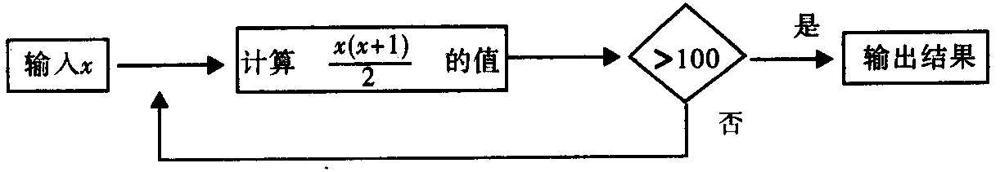 输入x
计算 x(x+1)/2 的值
>100
是
否
输出结果